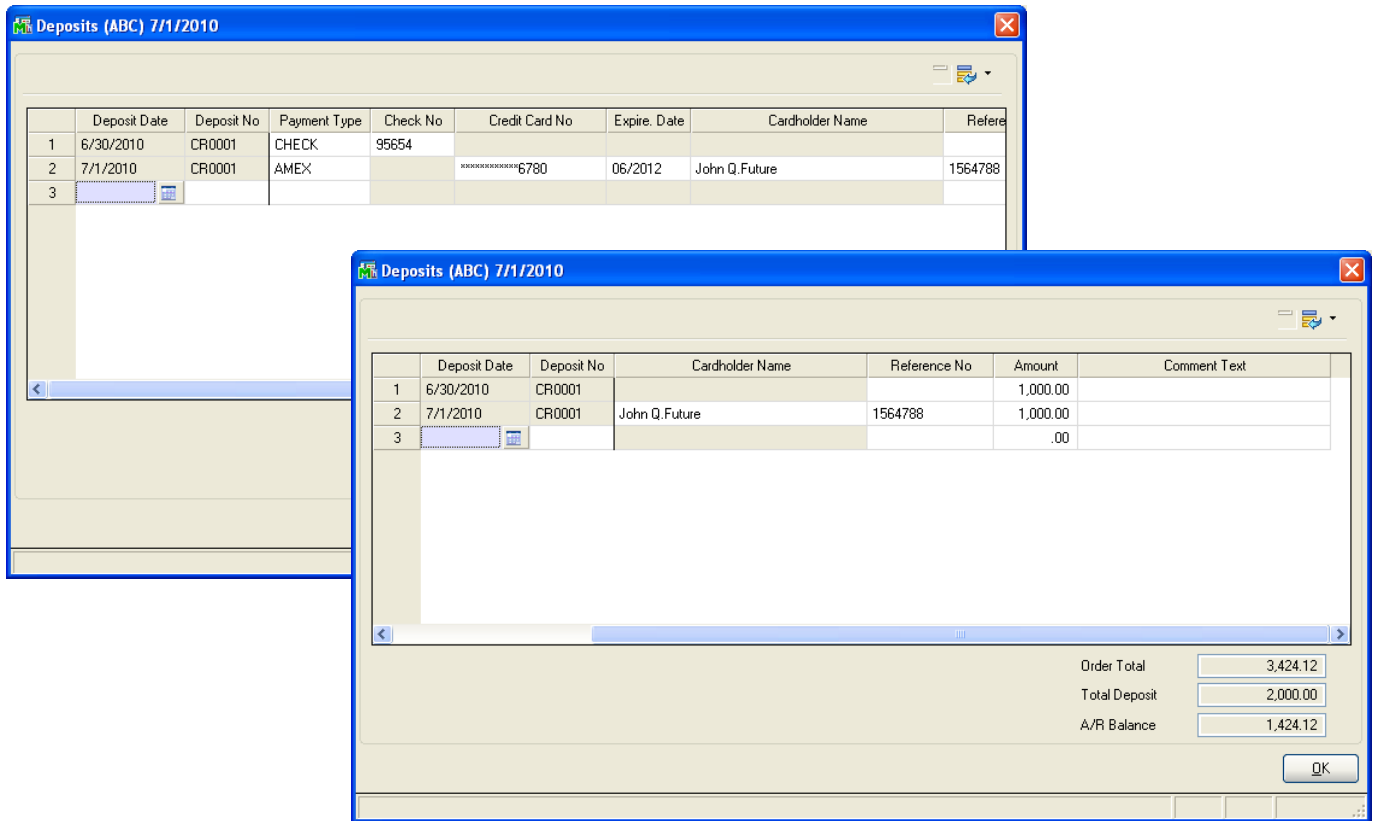 Deposits (ABC) 7/1/2010
Deposit Date Deposit No Payment Type Check No Credit Card No Expire. Date Cardholder Name Refere
1 6/30/2010 CR0001 CHECK 95654
2 7/1/2010 CR0001 AMEX ************6780 06/2012 John Q.Future 1564788
3
Deposits (ABC) 7/1/2010
Deposit Date Deposit No Cardholder Name Reference No Amount Comment Text
1 6/30/2010 CR0001 1,000.00
2 7/1/2010 CR0001 John Q.Future 1564788 1,000.00
3 .00
Order Total 3,424.12
Total Deposit 2,000.00
A/R Balance 1,424.12
OK